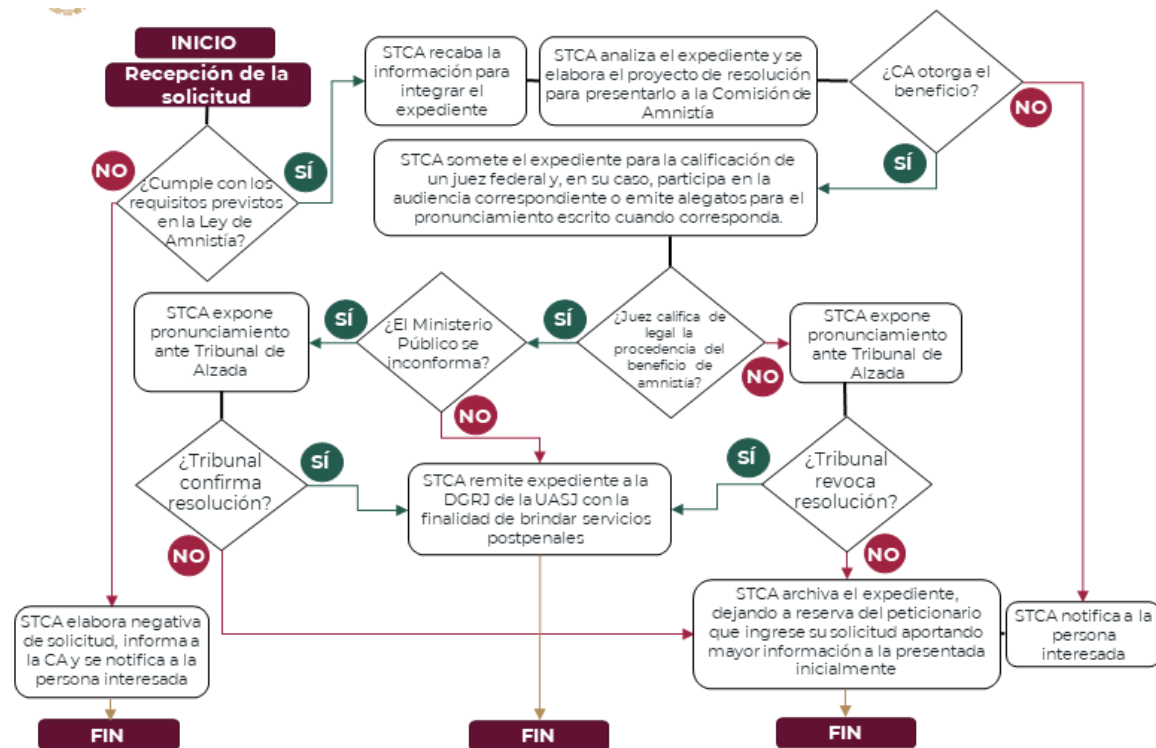 INICIO
Recepción de la
solicitud
¿Cumple con los
requisitos previstos
en la Ley de
Amnistía?
NO
SÍ
STCA recaba la
información para
integrar el
expediente
STCA analiza el expediente y se
elabora el proyecto de resolución
para presentarlo a la Comisión de
Amnistía
¿CA otorga el
beneficio?
NO
SÍ
STCA somete el expediente para la calificación de
un juez federal y, en su caso, participa en la
audiencia correspondiente o emite alegatos para el
pronunciamiento escrito cuando corresponda.
¿Juez califica de
legal la
procedencia del
beneficio de
amnistía?
SÍ
NO
¿El Ministerio
Público se
inconforma?
SÍ
NO
STCA expone
pronunciamiento
ante Tribunal de
Alzada
STCA expone
pronunciamiento
ante Tribunal de
Alzada
¿Tribunal
confirma
resolución?
SÍ
NO
STCA remite expediente a la
DGRJ de la UASJ con la
finalidad de brindar servicios
postpenales
¿Tribunal
revoca
resolución?
SÍ
NO
STCA elabora negativa
de solicitud, informa a
la CA y se notifica a la
persona interesada
STCA archiva el expediente,
dejando a reserva del peticionario
que ingrese su solicitud aportando
mayor información a la presentada
inicialmente
STCA notifica a la
persona
interesada
FIN
FIN
FIN